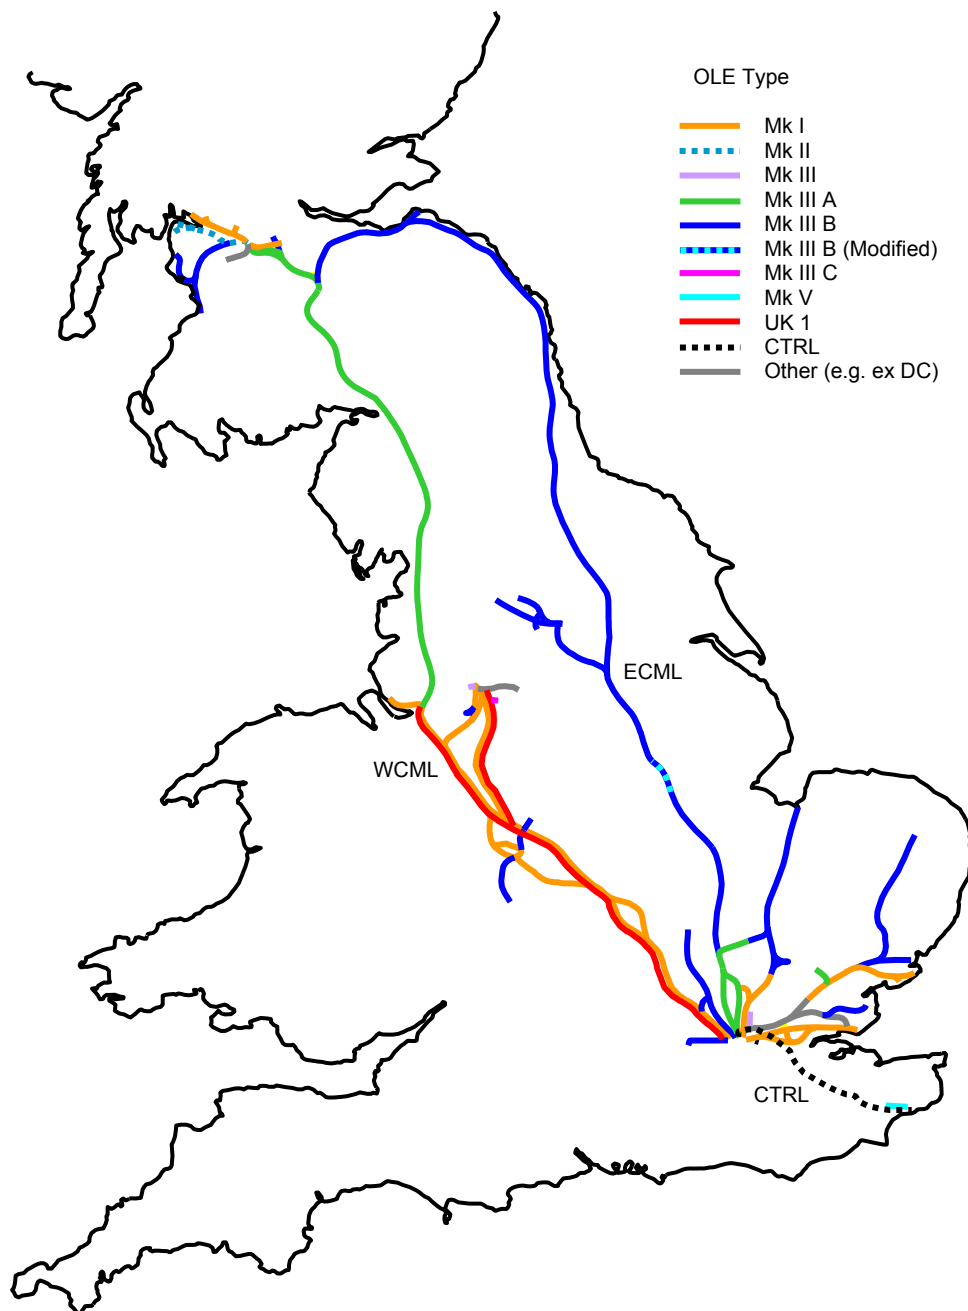 OLE Type
Mk I
Mk II
Mk III
Mk III A
Mk III B
Mk III B (Modified)
Mk III C
Mk V
UK 1
CTRL
Other (e.g. ex DC)
ECML
WCML
CTRL